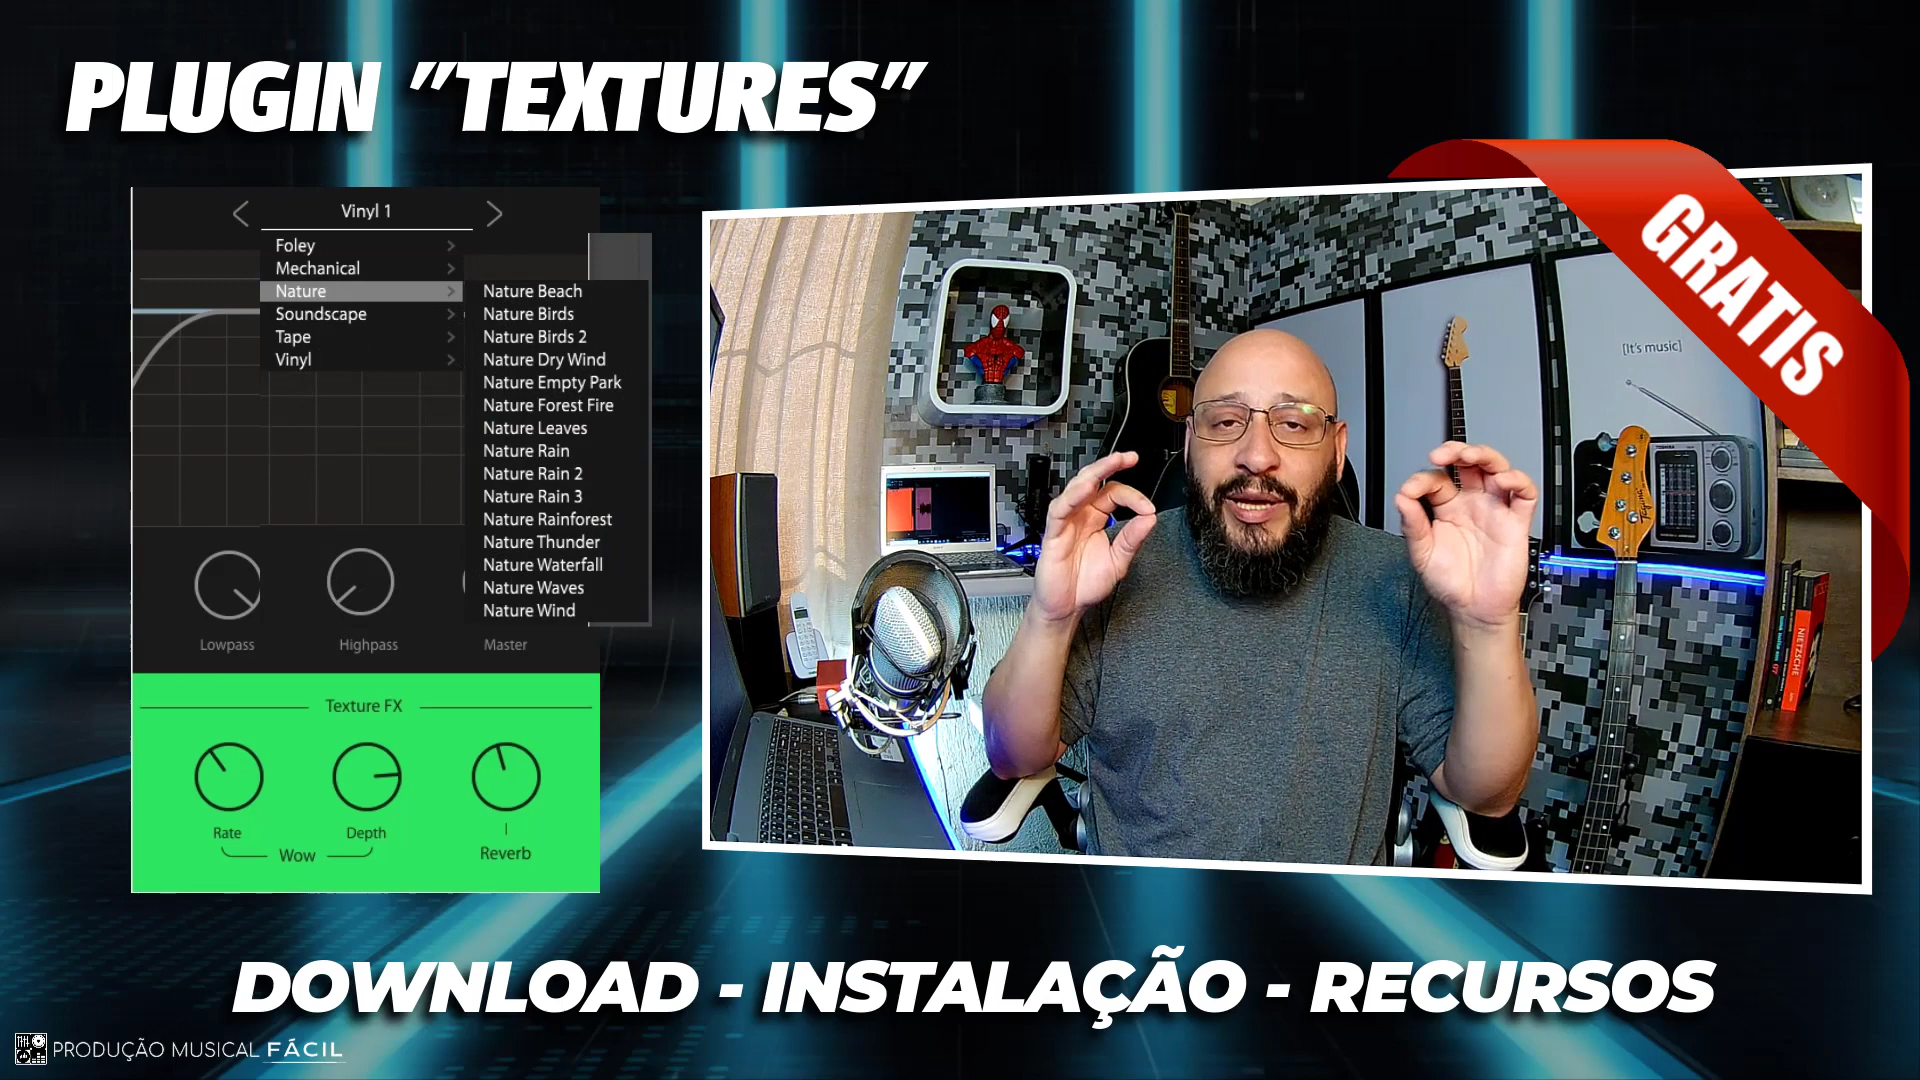 PLUGIN "TEXTURES"
GRATIS
Vinyl 1
Foley
Mechanical
Nature
Soundscape
Tape
Vinyl
Nature Beach
Nature Birds
Nature Birds 2
Nature Dry Wind
Nature Empty Park
Nature Forest Fire
Nature Leaves
Nature Rain
Nature Rain 2
Nature Rain 3
Nature Rainforest
Nature Thunder
Nature Waterfall
Nature Waves
Nature Wind
Lowpass
Highpass
Master
Texture FX
Rate
Depth
Wow
Reverb
[It's music]
TOSHIBA
NIETZSCHE
DOWNLOAD - INSTALAÇÃO - RECURSOS
PRODUÇÃO MUSICAL FÁCIL